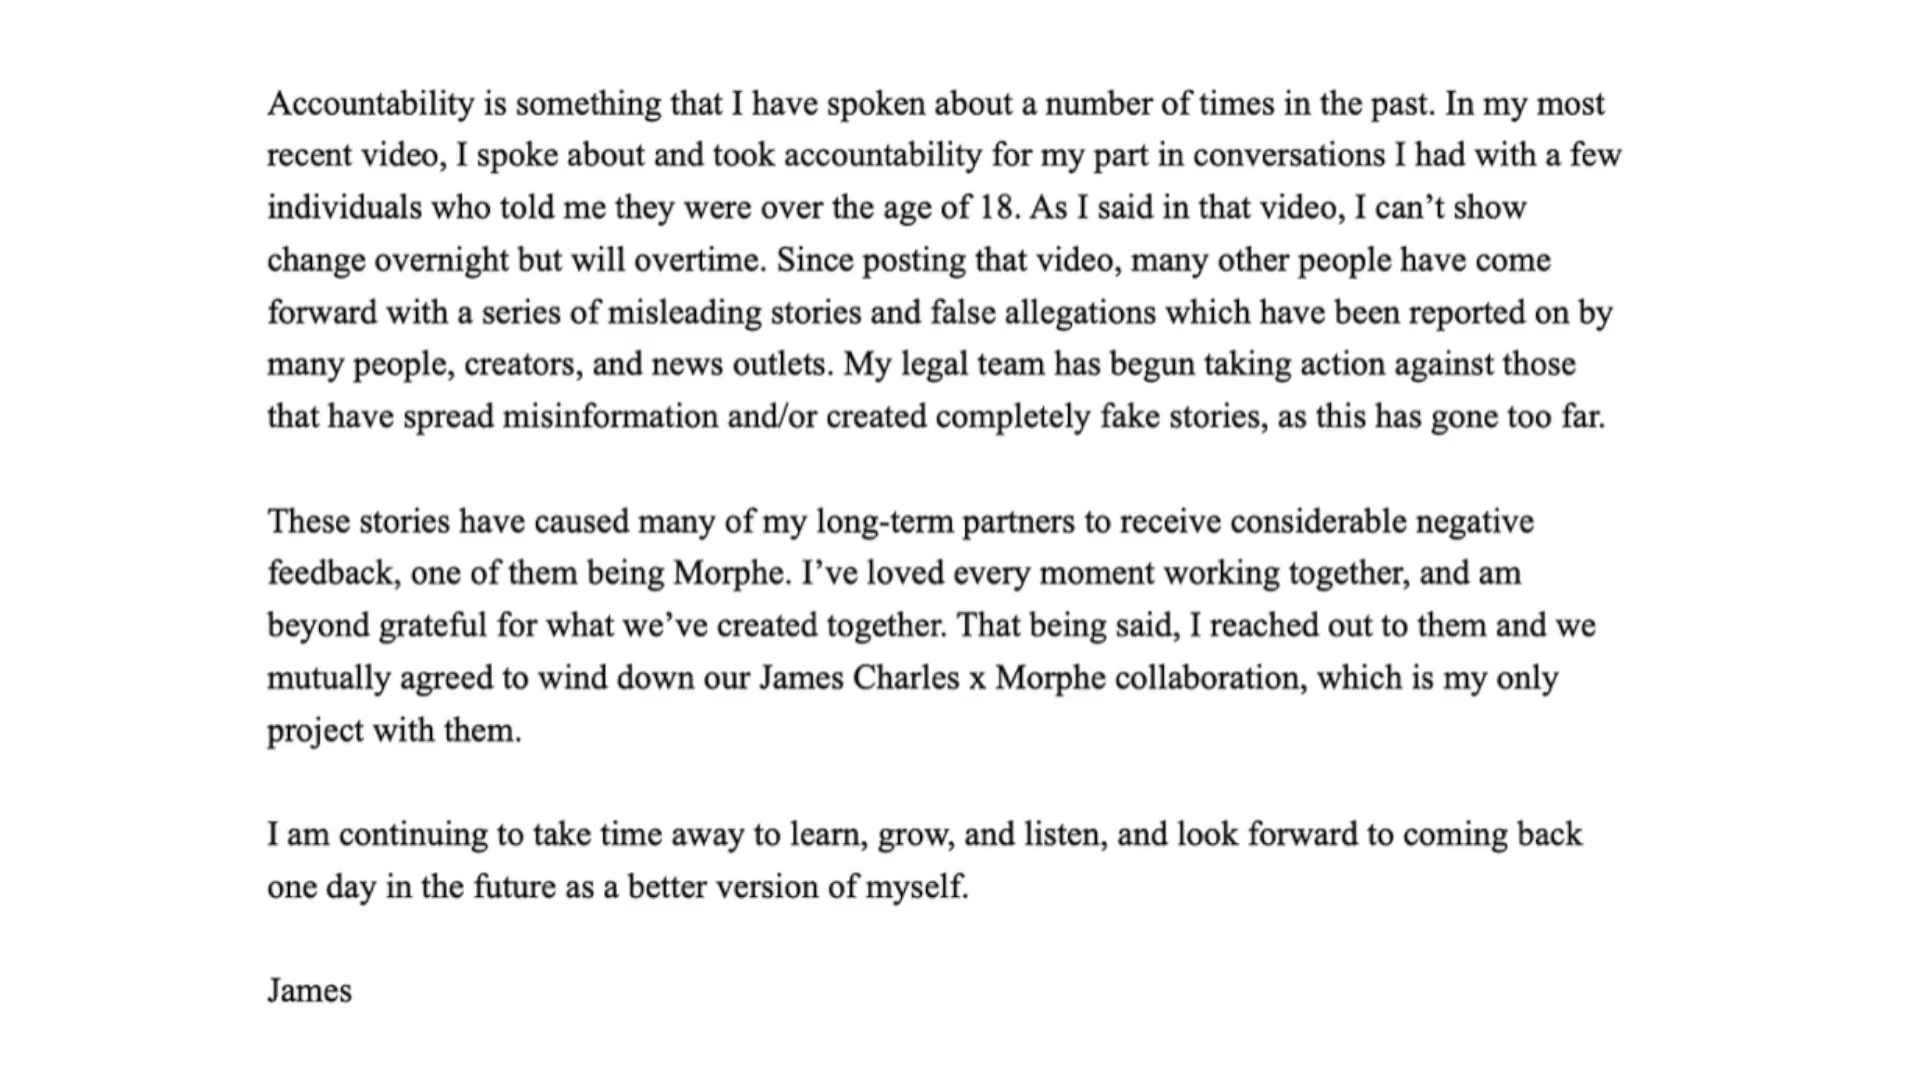 Accountability is something that I have spoken about a number of times in the past. In my most
recent video, I spoke about and took accountability for my part in conversations I had with a few
individuals who told me they were over the age of 18. As I said in that video, I can’t show
change overnight but will overtime. Since posting that video, many other people have come
forward with a series of misleading stories and false allegations which have been reported on by
many people, creators, and news outlets. My legal team has begun taking action against those
that have spread misinformation and/or created completely fake stories, as this has gone too far.
These stories have caused many of my long-term partners to receive considerable negative
feedback, one of them being Morphe. I’ve loved every moment working together, and am
beyond grateful for what we’ve created together. That being said, I reached out to them and we
mutually agreed to wind down our James Charles x Morphe collaboration, which is my only
project with them.
I am continuing to take time away to learn, grow, and listen, and look forward to coming back
one day in the future as a better version of myself.
James